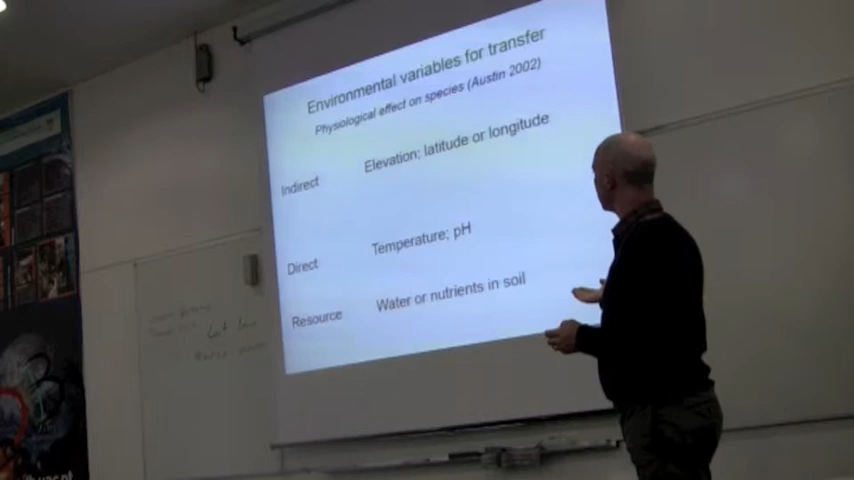 Environmental variables for transfer
Physiological effect on species (Austin 2002)
Indirect
Elevation; latitude or longitude
Direct
Temperature; pH
Resource
Water or nutrients in soil